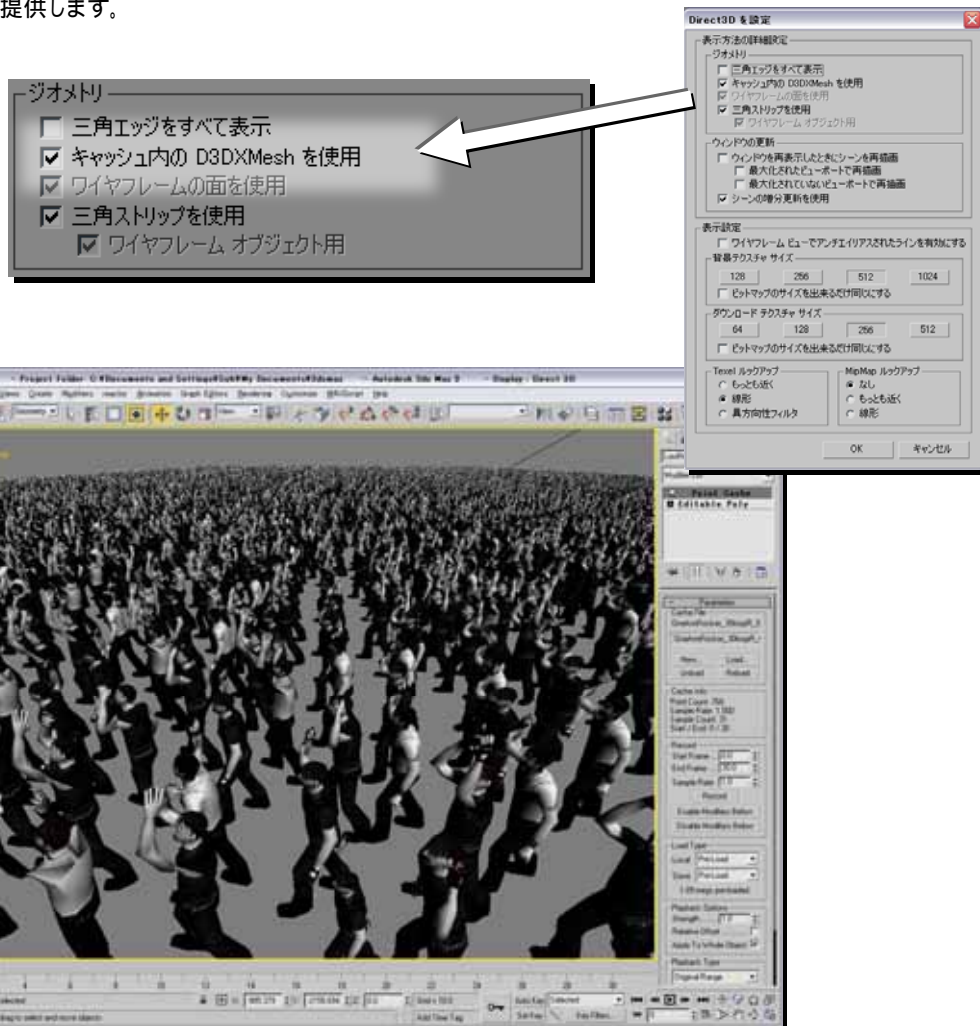 提供します。
ジオメトリ
三角エッジをすべて表示
キャッシュ内の D3DXMesh を使用
ワイヤフレームの面を使用
三角ストリップを使用
ワイヤフレーム オブジェクト用
Direct3D を設定
表示方法の詳細設定
ジオメトリ
三角エッジをすべて表示
キャッシュ内の D3DXMesh を使用
ワイヤフレームの面を使用
三角ストリップを使用
ワイヤフレーム オブジェクト用
ウィンドウの更新
ウィンドウを再表示したときにシーンを再描画
最大化されたビューポートで再描画
最大化されていないビューポートで再描画
シーンの増分更新を使用
表示設定
ワイヤフレーム ビューでアンチエイリアスされたラインを有効にする
背景テクスチャ サイズ
128 256 512 1024
ビットマップのサイズを出来るだけ同じにする
ダウンロード テクスチャ サイズ
64 128 256 512
ビットマップのサイズを出来るだけ同じにする
Texel ルックアップ
もっとも近く
線形
異方向性フィルタ
MipMap ルックアップ
なし
もっとも近く
線形
OK キャンセル
Point Cache
Editable Poly
Parameters
Cache File
New... Load...
Unload Reload
Cache Info
Sample Rate
Record
Start Frame
End Frame
Sample Rate
Record
Enable Modifiers Below
Disable Modifiers Below
Load Type
Playback Options
Strength
Relative Offset
Apply To Whole Object
Playback Type
Original Range
Add Time Tag